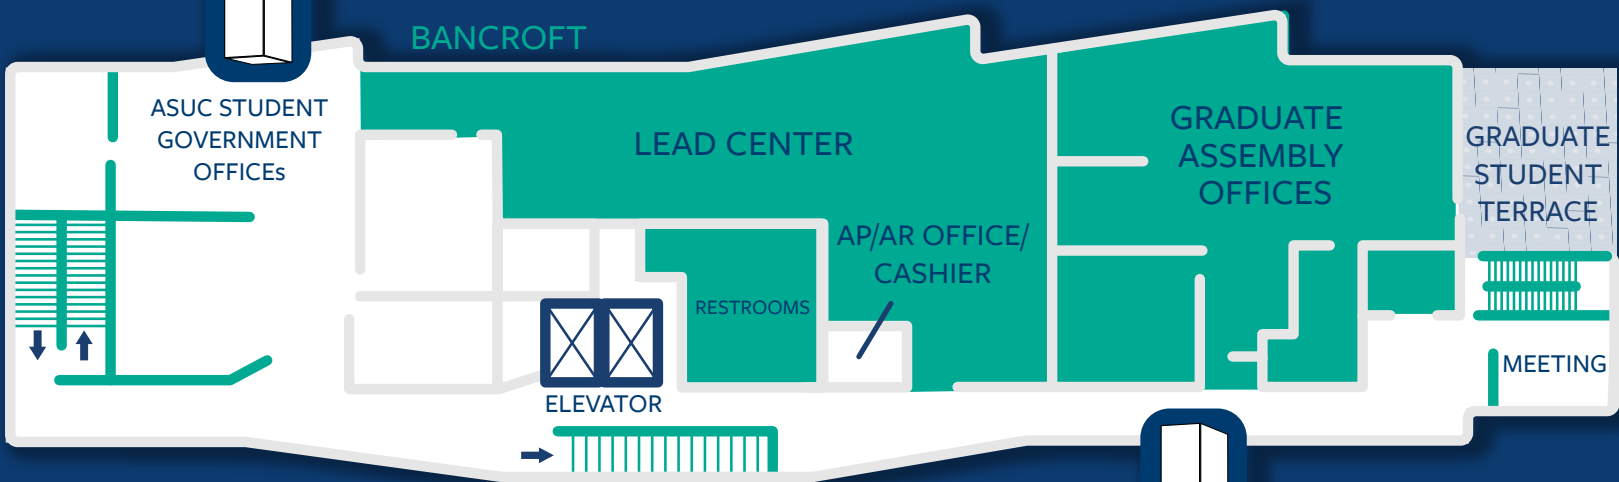 BANCROFT
ASUC STUDENT
GOVERNMENT
OFFICEs
LEAD CENTER
GRADUATE
ASSEMBLY
OFFICES
GRADUATE
STUDENT
TERRACE
AP/AR OFFICE/
CASHIER
RESTROOMS
ELEVATOR
MEETING